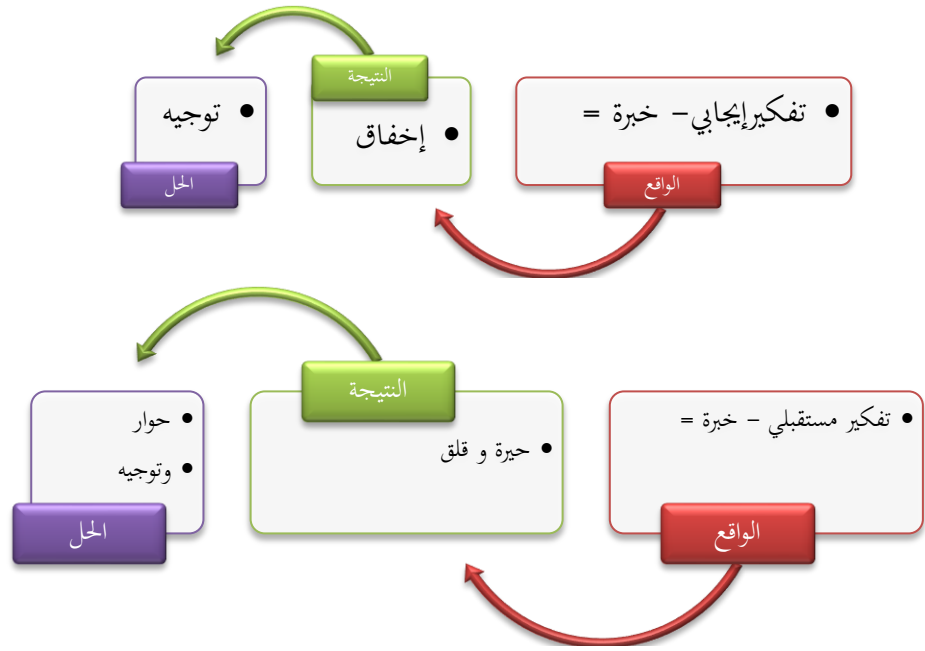 • تفكيرإيجابي– خبرة =
الواقع
النتيجة
• إخفاق
• توجيه
الحل
• تفكير مستقبلي – خبرة =
الواقع
النتيجة
• حيرة و قلق
• حوار
• وتوجيه
الحل